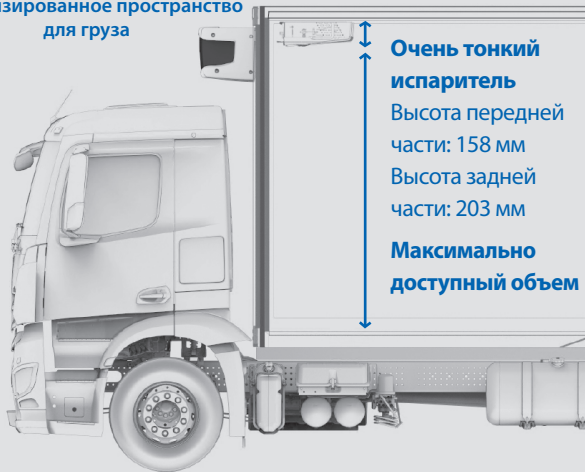 для груза
Очень тонкий
испаритель
Высота передней
части: 158 мм
Высота задней
части: 203 мм
Максимально
доступный объем